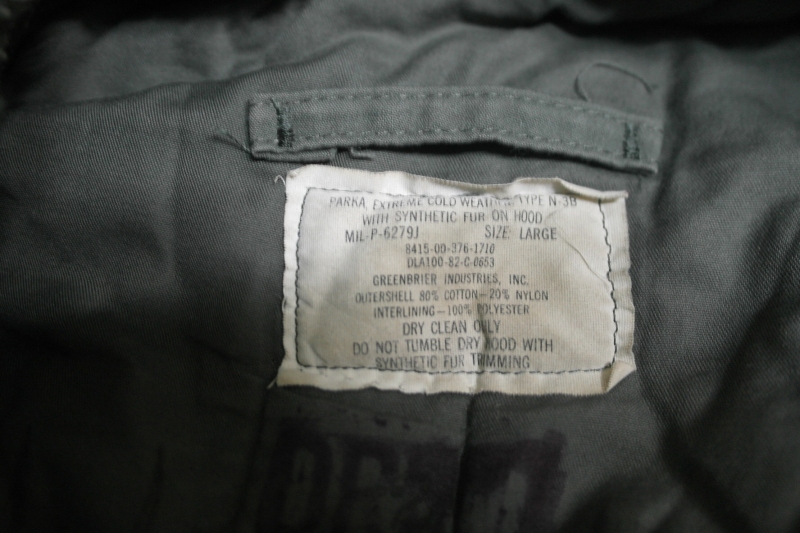 PARKA, EXTREME COLD WEATHER, TYPE N-3B
WITH SYNTHETIC FUR ON HOOD
MIL-P-6279J SIZE: LARGE
8415-00-376-1710
DLA100-82-C-0653
GREENBRIER INDUSTRIES, INC.
OUTERSHELL 80% COTTON-20% NYLON
INTERLINING-100% POLYESTER
DRY CLEAN ONLY
DO NOT TUMBLE DRY HOOD WITH
SYNTHETIC FUR TRIMMING